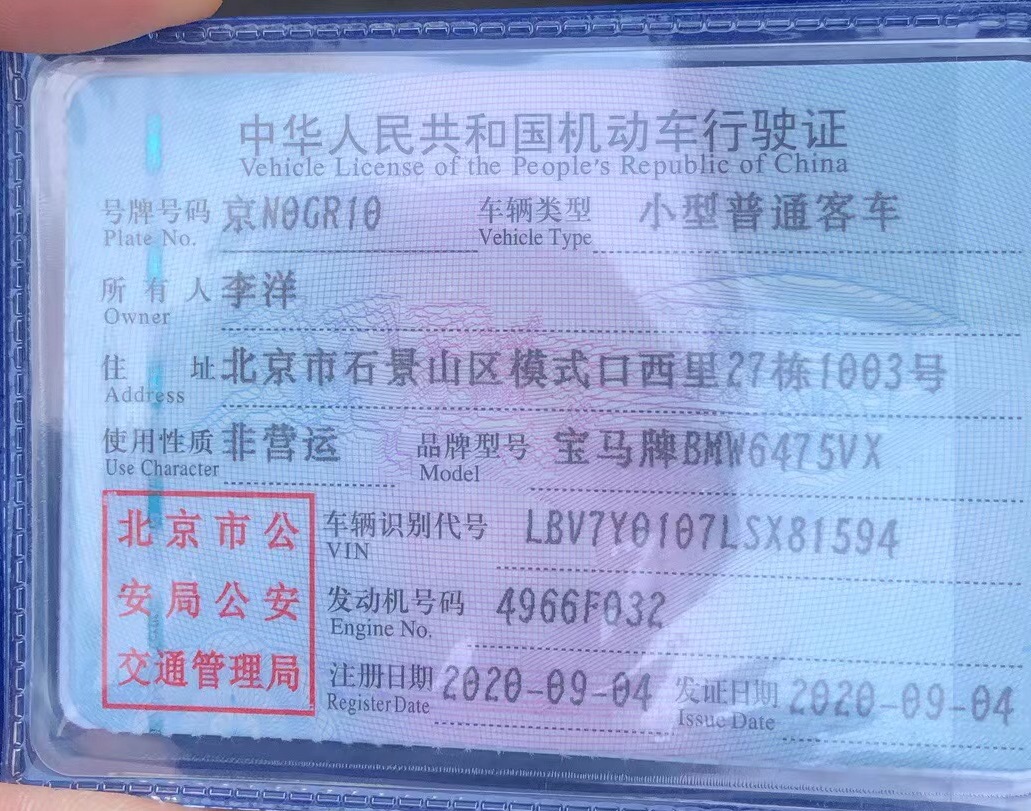 中华人民共和国机动车行驶证
Vehicle License of the People's Republic of China
号牌号码 京N0GR10 车辆类型 小型普通客车
Plate No. Vehicle Type
所有人 李洋
Owner
住址 北京市石景山区模式口西里27栋1003号
Address
使用性质 非营运 品牌型号 宝马牌BMW6475VX
Use Character Model
北京市公
安局公安
交通管理局
车辆识别代号 LBV7Y0107LSX81594
VIN
发动机号码 4966F032
Engine No.
注册日期 2020-09-04 发证日期 2020-09-04
Register Date Issue Date